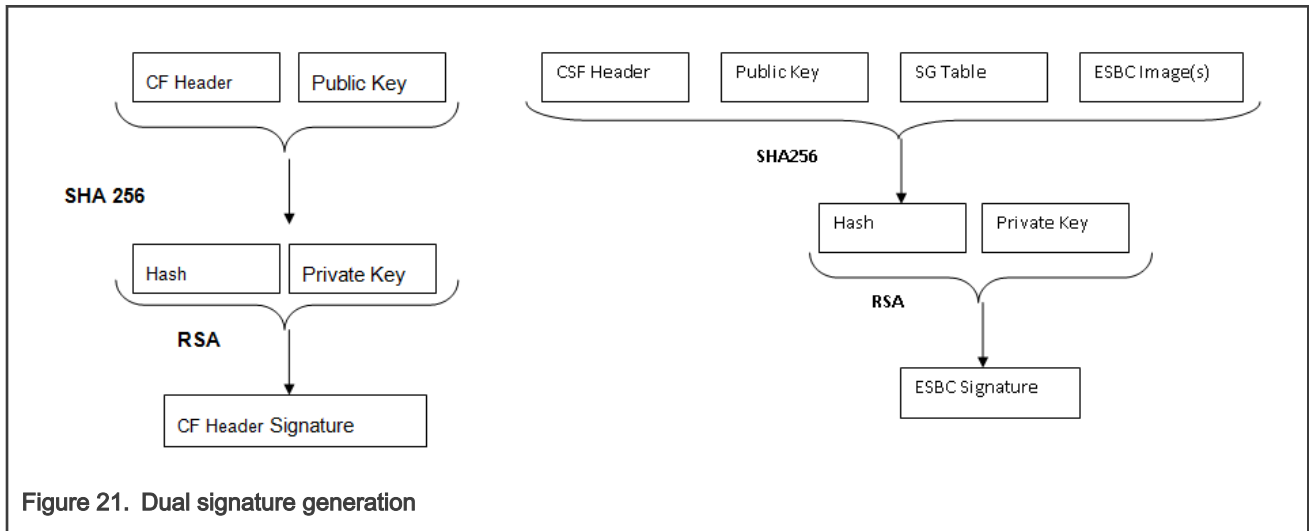 CF Header
Public Key
SHA 256
Hash
Private Key
RSA
CF Header Signature
CSF Header
Public Key
SG Table
ESBC Image(s)
SHA256
Hash
Private Key
RSA
ESBC Signature
Figure 21. Dual signature generation